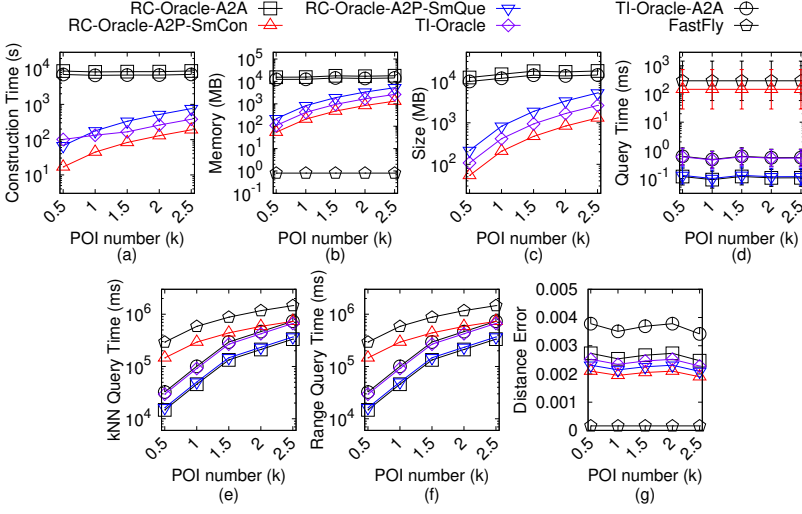 RC-Oracle-A2A RC-Oracle-A2P-SmQue TI-Oracle-A2A
RC-Oracle-A2P-SmCon TI-Oracle FastFly
Construction Time (s)
10^4
10^3
10^2
10^1
0.5 1 1.5 2 2.5
POI number (k)
(a)
Memory (MB)
10^5
10^4
10^3
10^2
10^1
10^0
10^-1
0.5 1 1.5 2 2.5
POI number (k)
(b)
Size (MB)
10^4
10^3
10^2
0.5 1 1.5 2 2.5
POI number (k)
(c)
Query Time (ms)
10^3
10^2
10^1
10^0
10^-1
0.5 1 1.5 2 2.5
POI number (k)
(d)
kNN Query Time (ms)
10^6
10^5
10^4
0.5 1 1.5 2 2.5
POI number (k)
(e)
Range Query Time (ms)
10^6
10^5
10^4
0.5 1 1.5 2 2.5
POI number (k)
(f)
Distance Error
0.005
0.004
0.003
0.002
0.001
0
0.5 1 1.5 2 2.5
POI number (k)
(g)